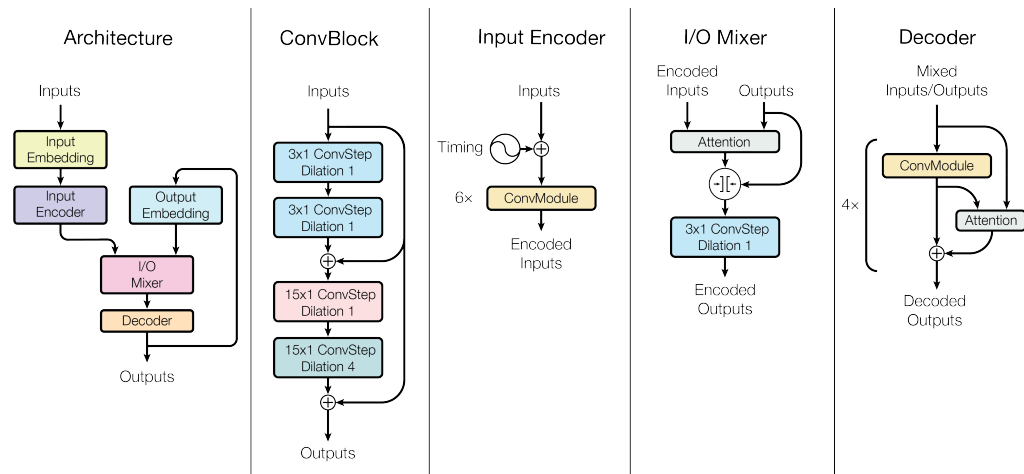 Architecture
Inputs
Input
Embedding
Input
Encoder
Output
Embedding
I/O
Mixer
Decoder
Outputs
ConvBlock
Inputs
3x1 ConvStep
Dilation 1
3x1 ConvStep
Dilation 1
15x1 ConvStep
Dilation 1
15x1 ConvStep
Dilation 4
Outputs
Input Encoder
Inputs
Timing
6×
ConvModule
Encoded
Inputs
I/O Mixer
Encoded
Inputs
Outputs
Attention
3x1 ConvStep
Dilation 1
Encoded
Outputs
Decoder
Mixed
Inputs/Outputs
ConvModule
4×
Attention
Decoded
Outputs